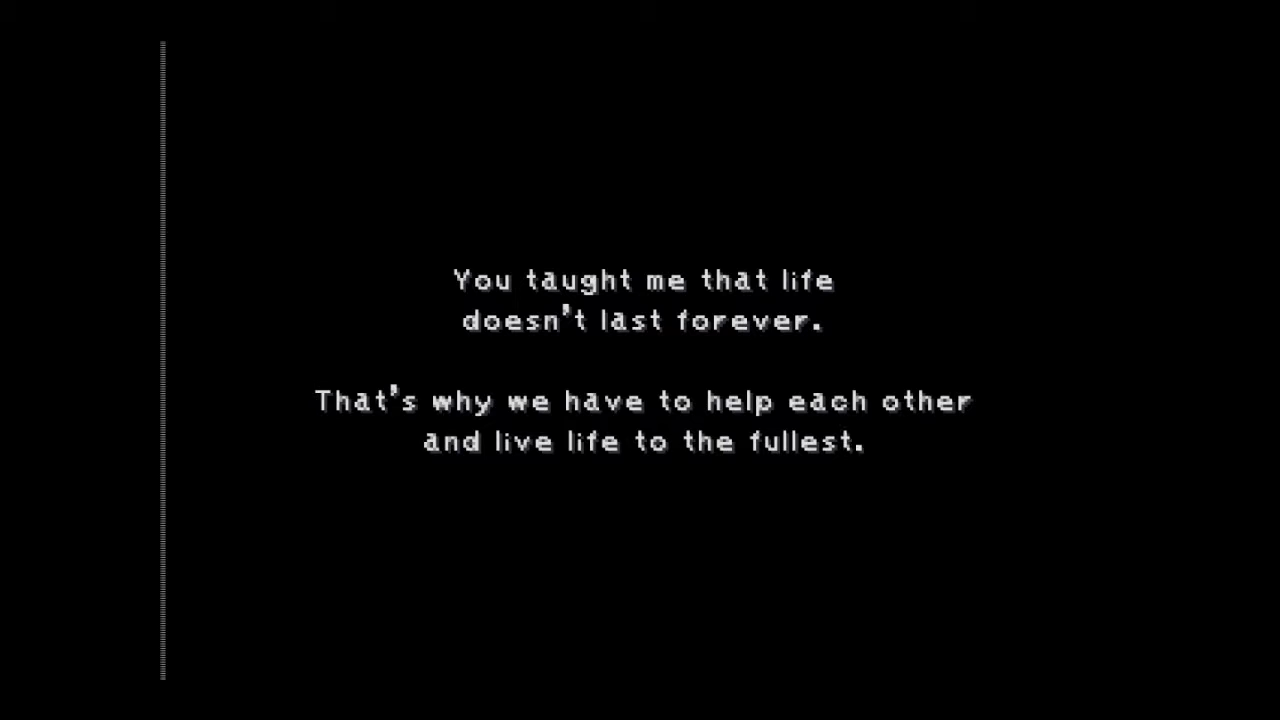 You taught me that life
doesn't last forever.
That's why we have to help each other
and live life to the fullest.